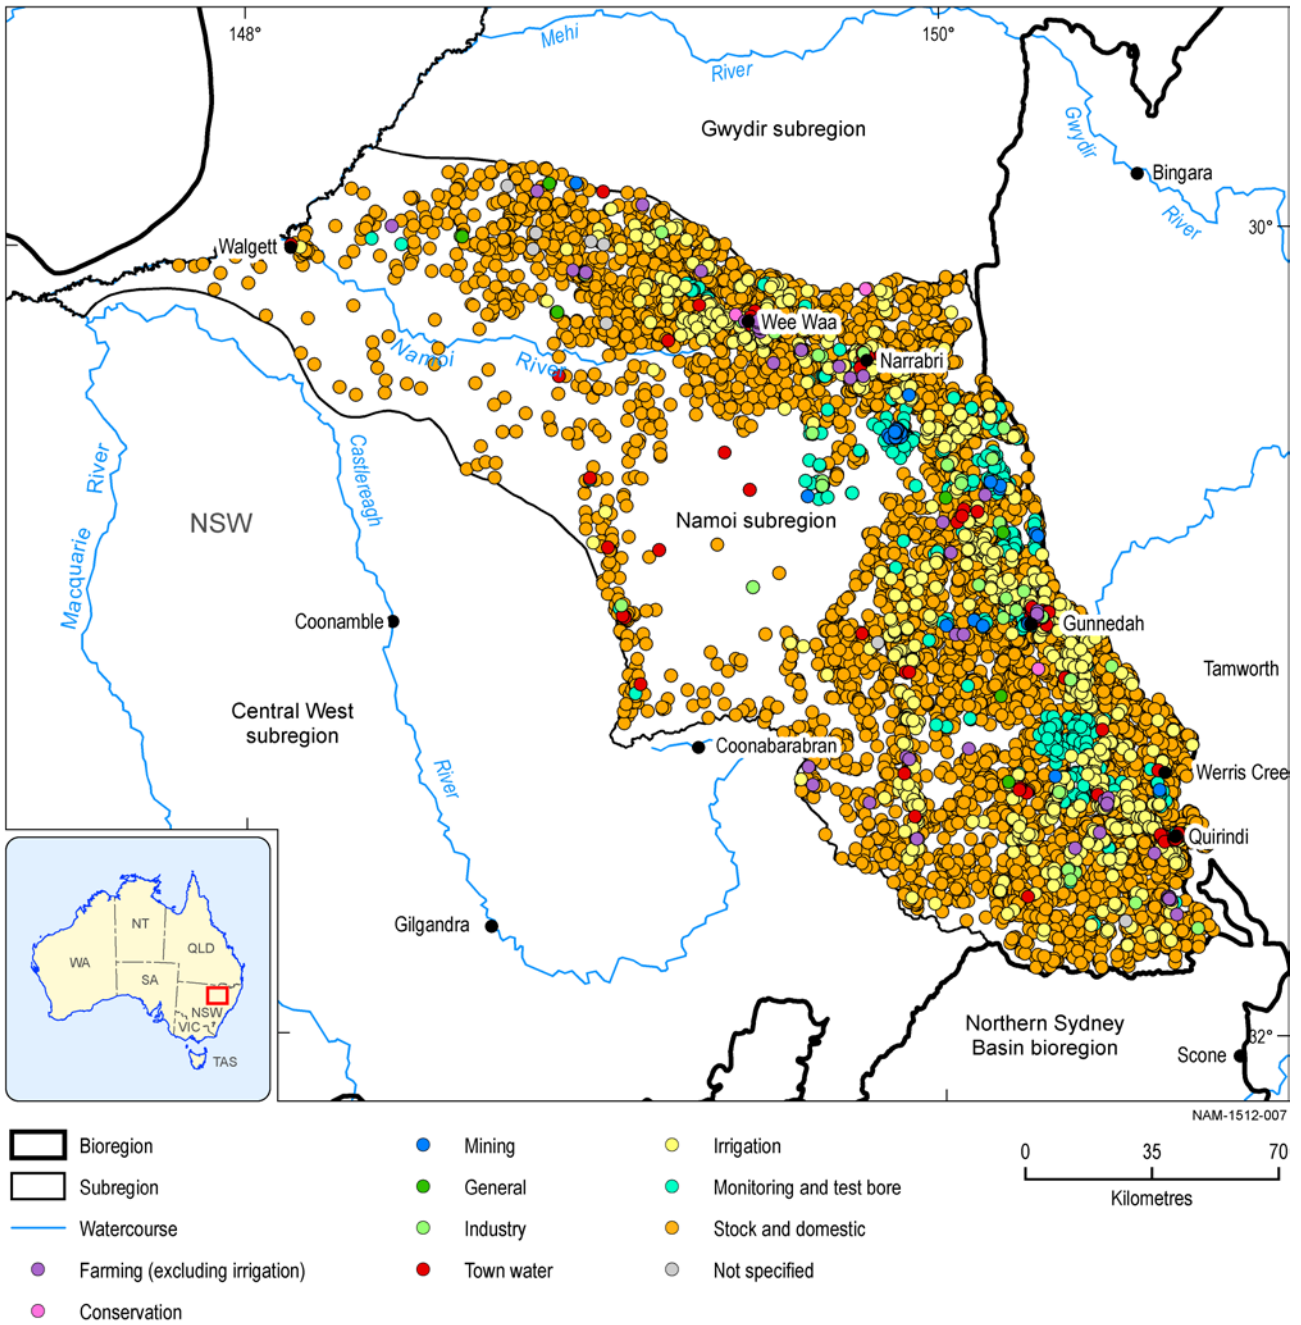 148°
150°
Mehi
River
Gwydir subregion
Gwydir
River
Bingara
30°
Walgett
Wee Waa
Narrabri
Namoi
River
Castlereagh
River
Macquarie
River
NSW
Namoi subregion
Coonamble
Gunnedah
Tamworth
Central West
subregion
Coonabarabran
Werris Cree
Quirindi
Gilgandra
Northern Sydney
Basin bioregion
Scone
32°
WA
NT
QLD
SA
NSW
VIC
TAS
NAM-1512-007
Bioregion
Subregion
Watercourse
Farming (excluding irrigation)
Conservation
Mining
General
Industry
Town water
Irrigation
Monitoring and test bore
Stock and domestic
Not specified
0 35 70
Kilometres